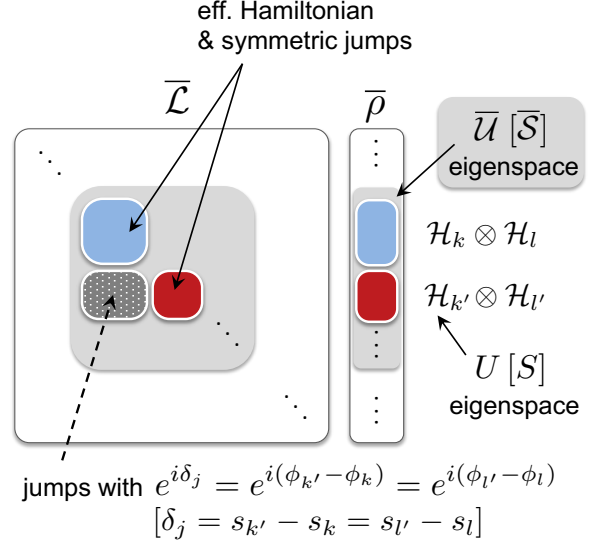 eff. Hamiltonian
& symmetric jumps
$\overline{\mathcal{L}}$
$\overline{\rho}$
$\overline{\mathcal{U}}$ [$\overline{\mathcal{S}}$]
eigenspace
$\mathcal{H}_k \otimes \mathcal{H}_l$
$\mathcal{H}_{k'} \otimes \mathcal{H}_{l'}$
$U$ [$S$]
eigenspace
jumps with $e^{i\delta_j} = e^{i(\phi_{k'}-\phi_k)} = e^{i(\phi_{l'}-\phi_l)}$
$[\delta_j = s_{k'} - s_k = s_{l'} - s_l]$